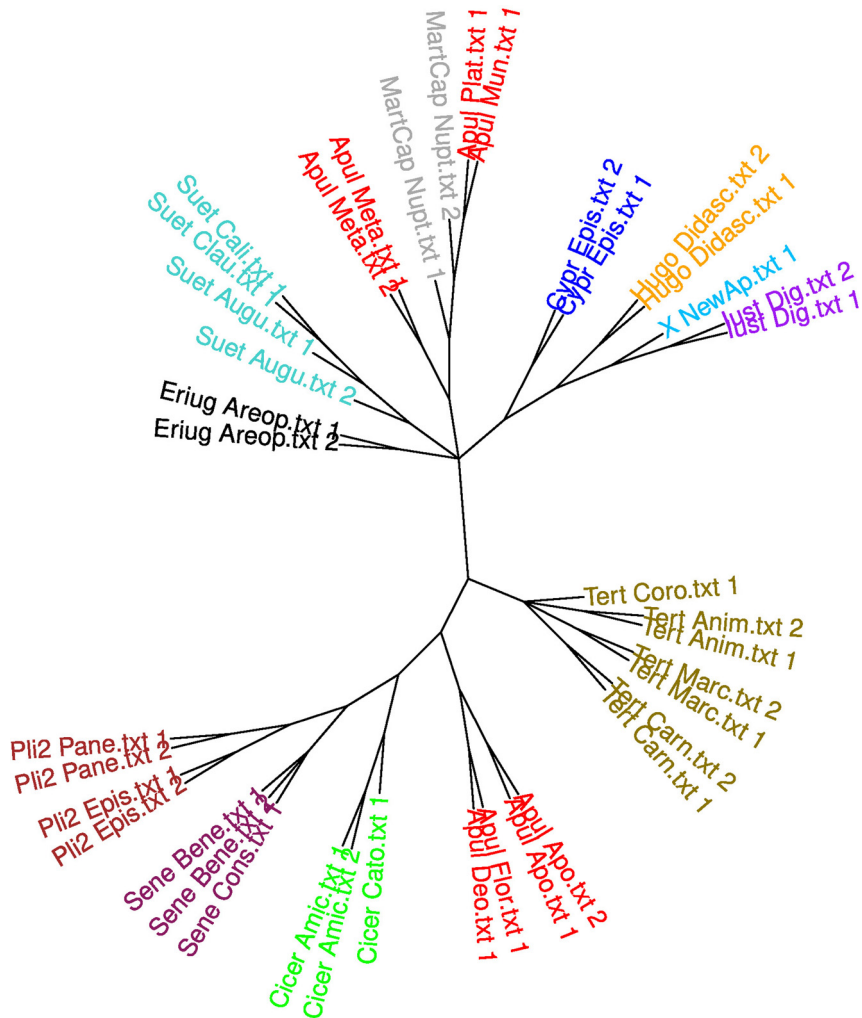 MartCap Nupt.txt 2
MartCap Nupt.txt 1
Apul Plat.txt 1
Apul Mun.txt 1
Apul Meta.txt 1
Apul Meta.txt 2
Cypr Epis.txt 2
Cypr Epis.txt 1
Hugo Didasc.txt 2
Hugo Didasc.txt 1
X NewAp.txt 1
Iust Dig.txt 2
Iust Dig.txt 1
Suet Cali.txt 1
Suet Clau.txt 1
Suet Augu.txt 1
Suet Augu.txt 2
Eriug Areop.txt 1
Eriug Areop.txt 2
Tert Coro.txt 1
Tert Anim.txt 2
Tert Anim.txt 1
Tert Marc.txt 2
Tert Marc.txt 1
Tert Carn.txt 2
Tert Carn.txt 1
Pli2 Pane.txt 1
Pli2 Pane.txt 2
Pli2 Epis.txt 1
Pli2 Epis.txt 2
Sene Bene.txt 1
Sene Bene.txt 2
Sene Cons.txt 1
Cicer Amic.txt 1
Cicer Amic.txt 2
Cicer Cato.txt 1
Apul Deo.txt 1
Apul Flor.txt 1
Apul Apo.txt 1
Apul Apo.txt 2